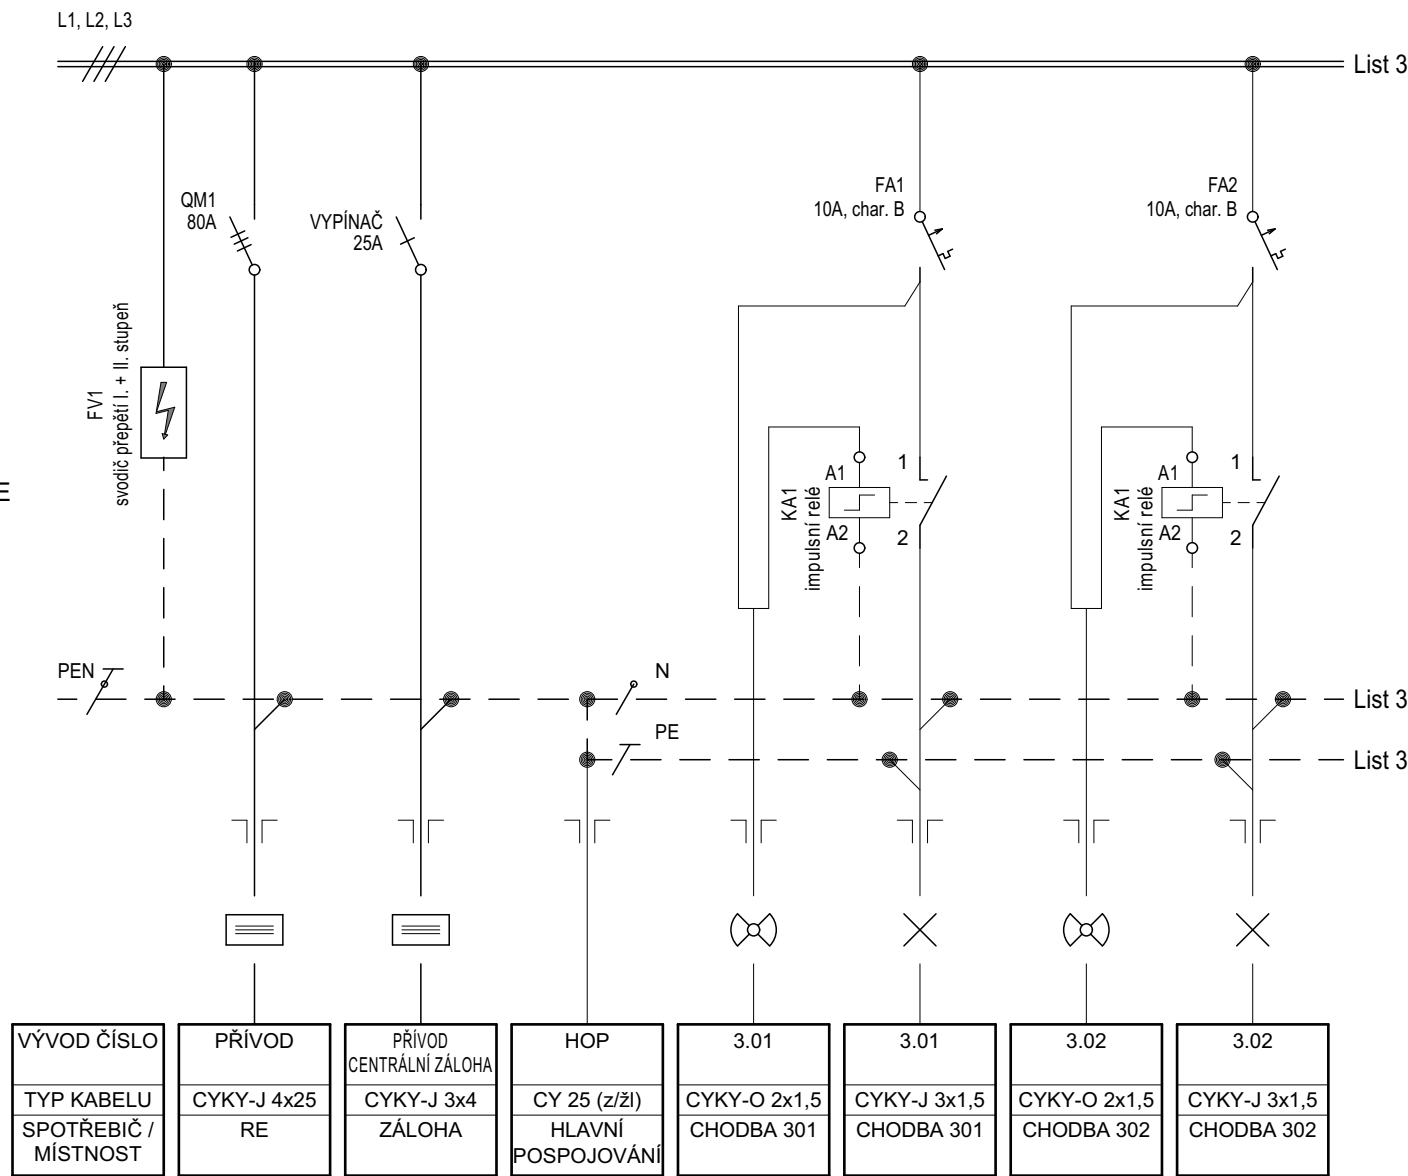 L1, L2, L3
List 3
QM1
80A
VYPÍNAČ
25A
FA1
10A, char. B
FA2
10A, char. B
FV1
svodič přepětí I. + II. stupeň
E
KA1
impulsní relé
A1
A2
1
2
KA1
impulsní relé
A1
A2
1
2
PEN
N
List 3
PE
List 3
VÝVOD ČÍSLO
PŘÍVOD
PŘÍVOD
CENTRÁLNÍ ZÁLOHA
HOP
3.01
3.01
3.02
3.02
TYP KABELU
CYKY-J 4x25
CYKY-J 3x4
CY 25 (z/žl)
CYKY-O 2x1,5
CYKY-J 3x1,5
CYKY-O 2x1,5
CYKY-J 3x1,5
SPOTŘEBIČ /
MÍSTNOST
RE
ZÁLOHA
HLAVNÍ
POSPOJOVÁNÍ
CHODBA 301
CHODBA 301
CHODBA 302
CHODBA 302